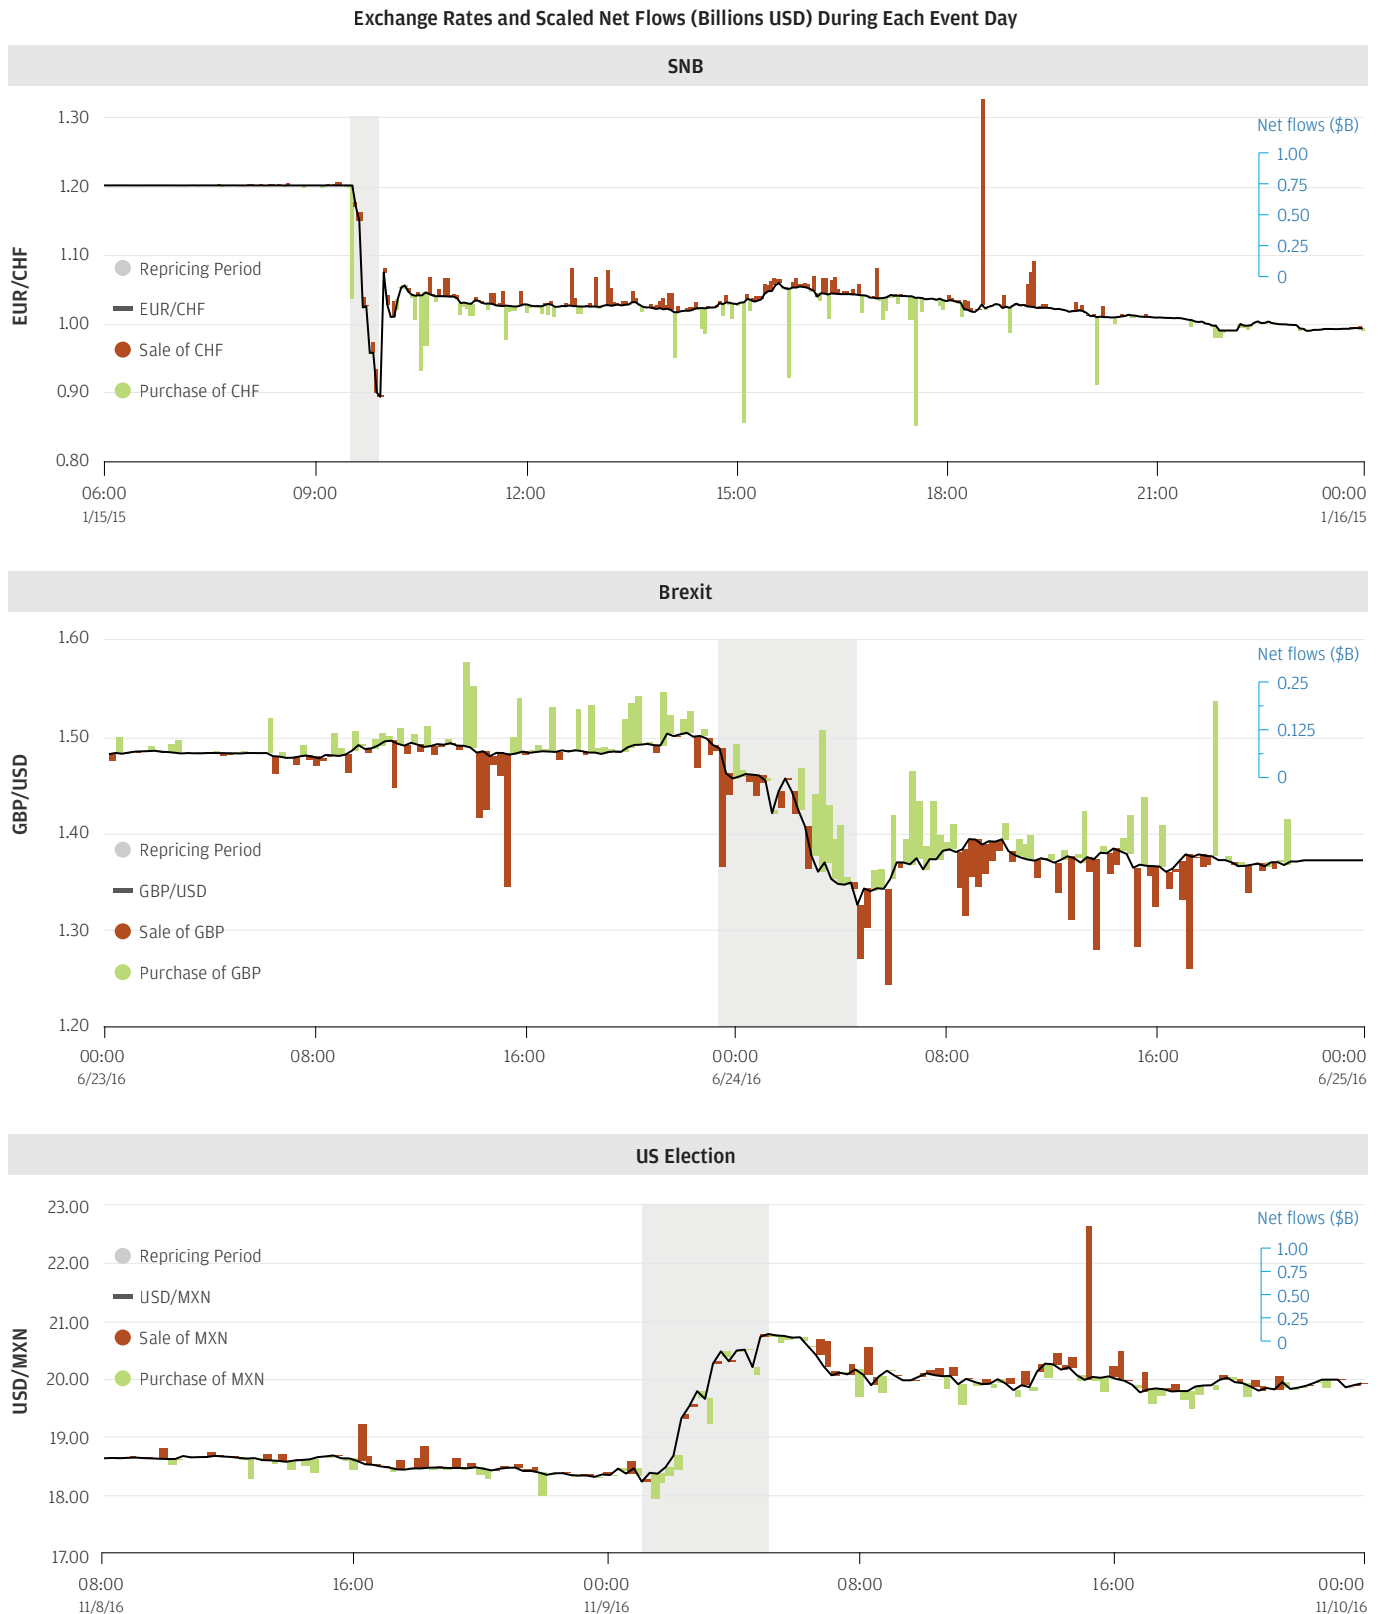 Exchange Rates and Scaled Net Flows (Billions USD) During Each Event Day
SNB
EUR/CHF
1.30
1.20
1.10
1.00
0.90
0.80
Net flows ($B)
1.00
0.75
0.50
0.25
0
Repricing Period
EUR/CHF
Sale of CHF
Purchase of CHF
06:00 09:00 12:00 15:00 18:00 21:00 00:00
1/15/15 1/16/15
Brexit
GBP/USD
1.60
1.50
1.40
1.30
1.20
Net flows ($B)
0.25
0.125
0
Repricing Period
GBP/USD
Sale of GBP
Purchase of GBP
00:00 08:00 16:00 00:00 08:00 16:00 00:00
6/23/16 6/24/16 6/25/16
US Election
USD/MXN
23.00
22.00
21.00
20.00
19.00
18.00
17.00
Net flows ($B)
1.00
0.75
0.50
0.25
0
Repricing Period
USD/MXN
Sale of MXN
Purchase of MXN
08:00 16:00 00:00 08:00 16:00 00:00
11/8/16 11/9/16 11/10/16